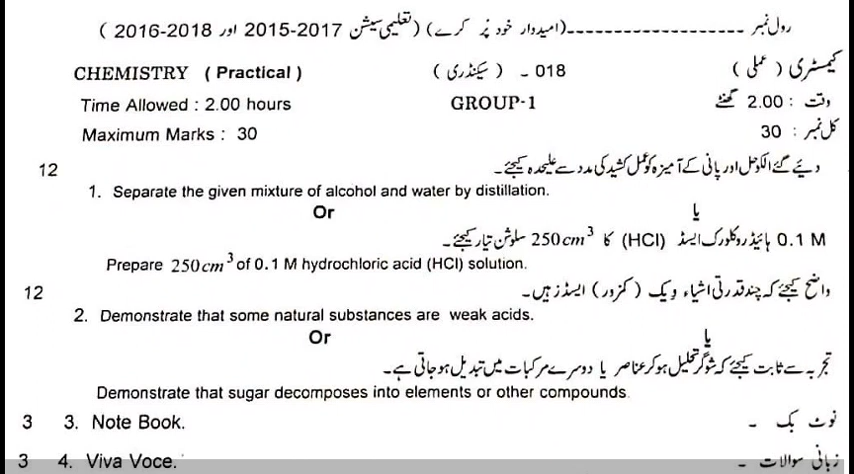 رول نمبر -------------------(امیدوار خود پُر کرے) (تعلیمی سیشن 2017-2015 اور 2018-2016 )
CHEMISTRY ( Practical ) ( سیکنڈری ) ـ 018 کیمسٹری ( عملی )
Time Allowed : 2.00 hours GROUP-1 وقت : 2.00 گھنٹے
Maximum Marks : 30 کل نمبر : 30
12 دیئے گئے الکوحل اور پانی کے آمیزہ کو عمل کشید کی مدد سے علیحدہ کیجئے۔
1. Separate the given mixture of alcohol and water by distillation.
Or یا
0.1 M ہائیڈروکلورک ایسڈ (HCl) کا 250 cm³ سلوشن تیار کیجئے۔
Prepare 250 cm³ of 0.1 M hydrochloric acid (HCl) solution.
12 واضح کیجئے کہ چند قدرتی اشیاء ویک ( کمزور ) ایسڈز ہیں۔
2. Demonstrate that some natural substances are weak acids.
Or یا
تجربہ سے ثابت کیجئے کہ شوگر تحلیل ہو کر عناصر یا دوسرے مرکبات میں تبدیل ہو جاتی ہے۔
Demonstrate that sugar decomposes into elements or other compounds.
3 3. Note Book. نوٹ بک ۔
3 4. Viva Voce. زبانی سوالات ۔